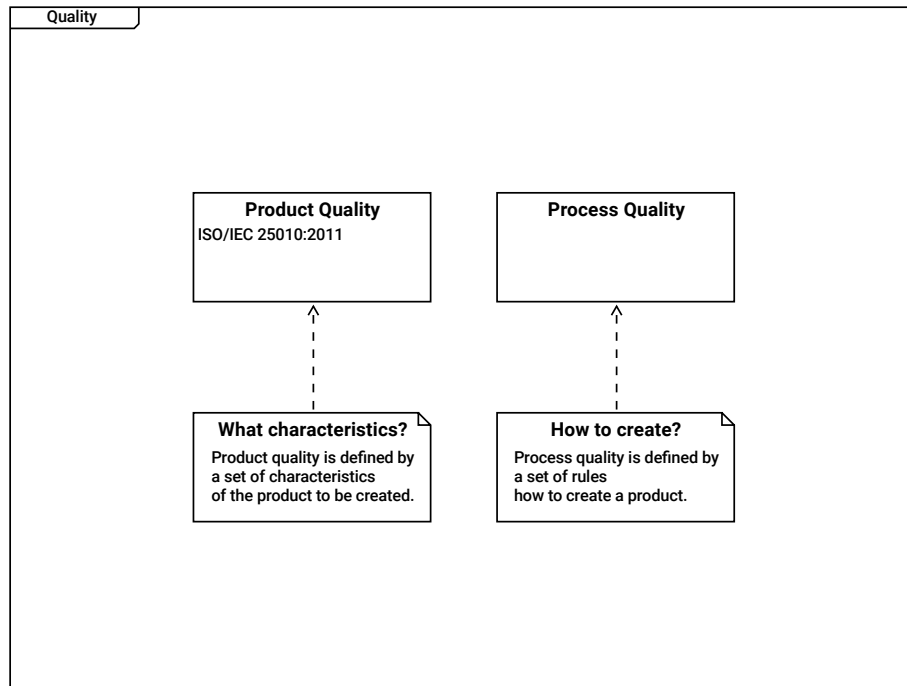 Quality
Product Quality
ISO/IEC 25010:2011
Process Quality
What characteristics?
Product quality is defined by
a set of characteristics
of the product to be created.
How to create?
Process quality is defined by
a set of rules
how to create a product.